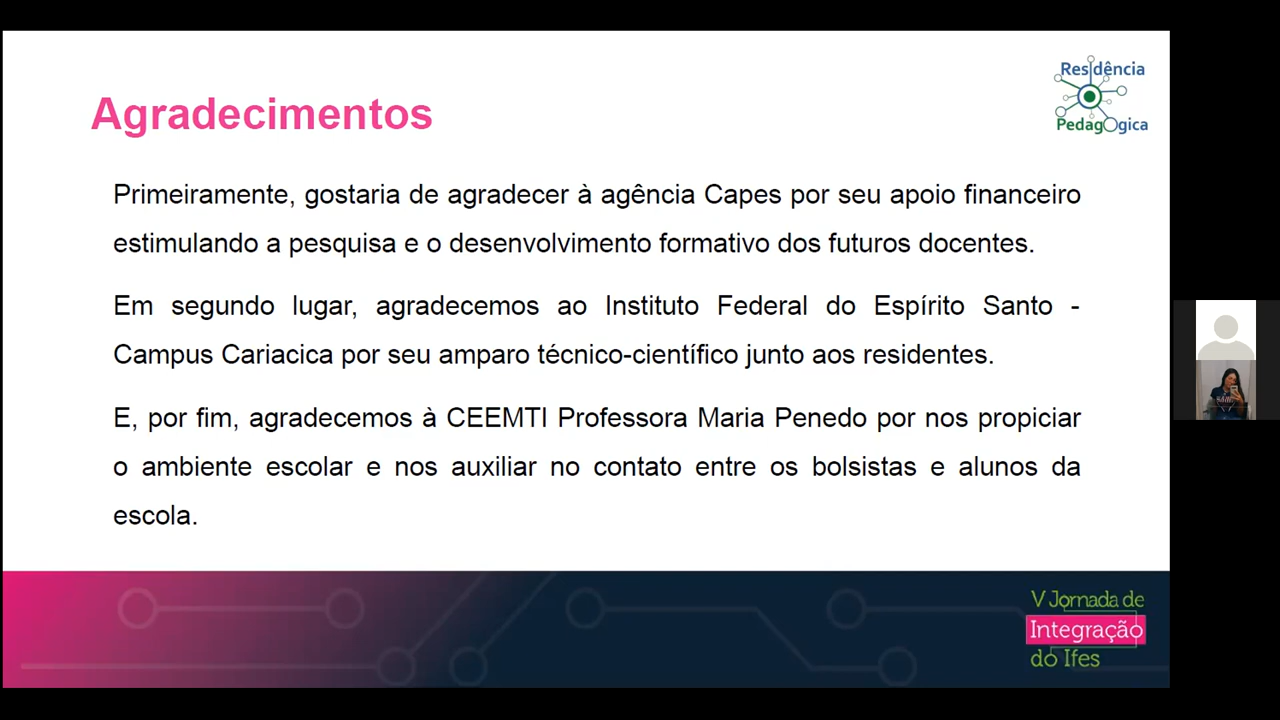 Agradecimentos
Residência
Pedagógica
Primeiramente, gostaria de agradecer à agência Capes por seu apoio financeiro
estimulando a pesquisa e o desenvolvimento formativo dos futuros docentes.
Em segundo lugar, agradecemos ao Instituto Federal do Espírito Santo -
Campus Cariacica por seu amparo técnico-científico junto aos residentes.
E, por fim, agradecemos à CEEMTI Professora Maria Penedo por nos propiciar
o ambiente escolar e nos auxiliar no contato entre os bolsistas e alunos da
escola.
V Jornada de
Integração
do Ifes